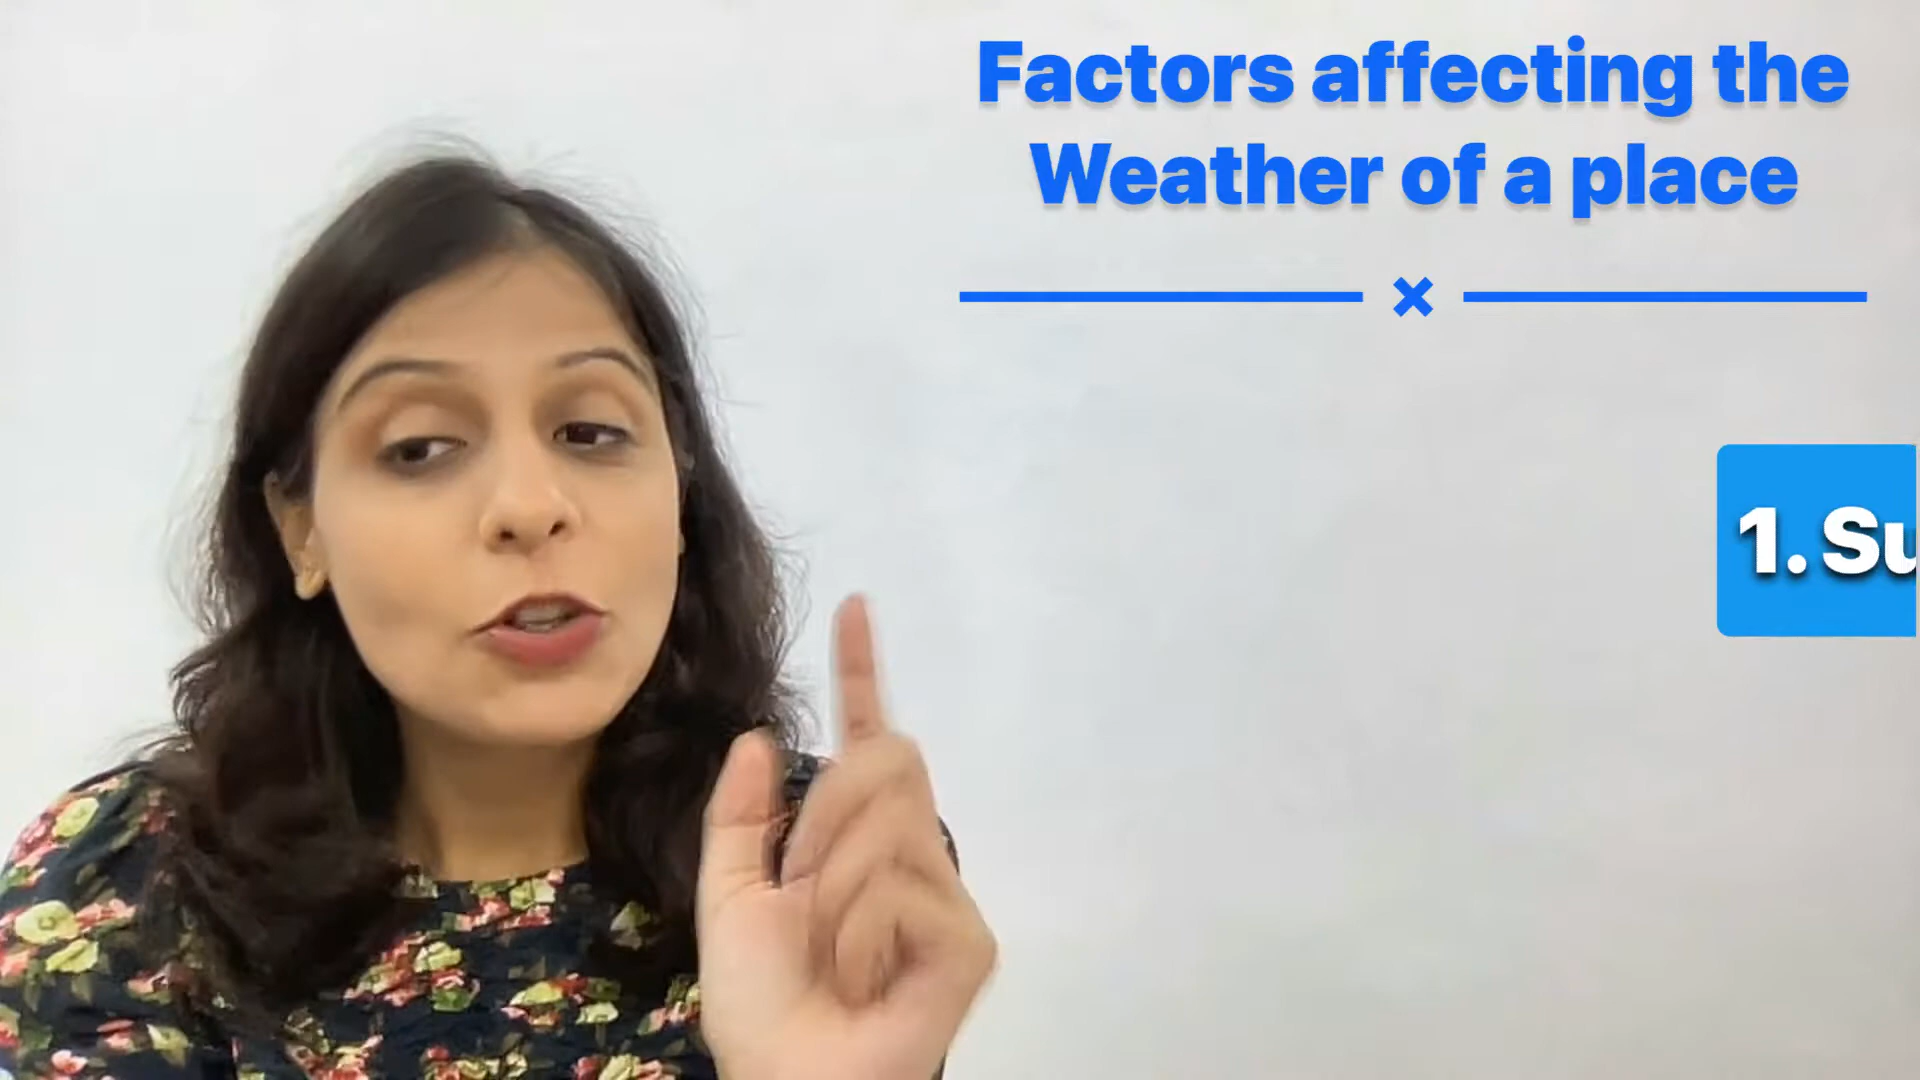 Factors affecting the
Weather of a place
1. Su